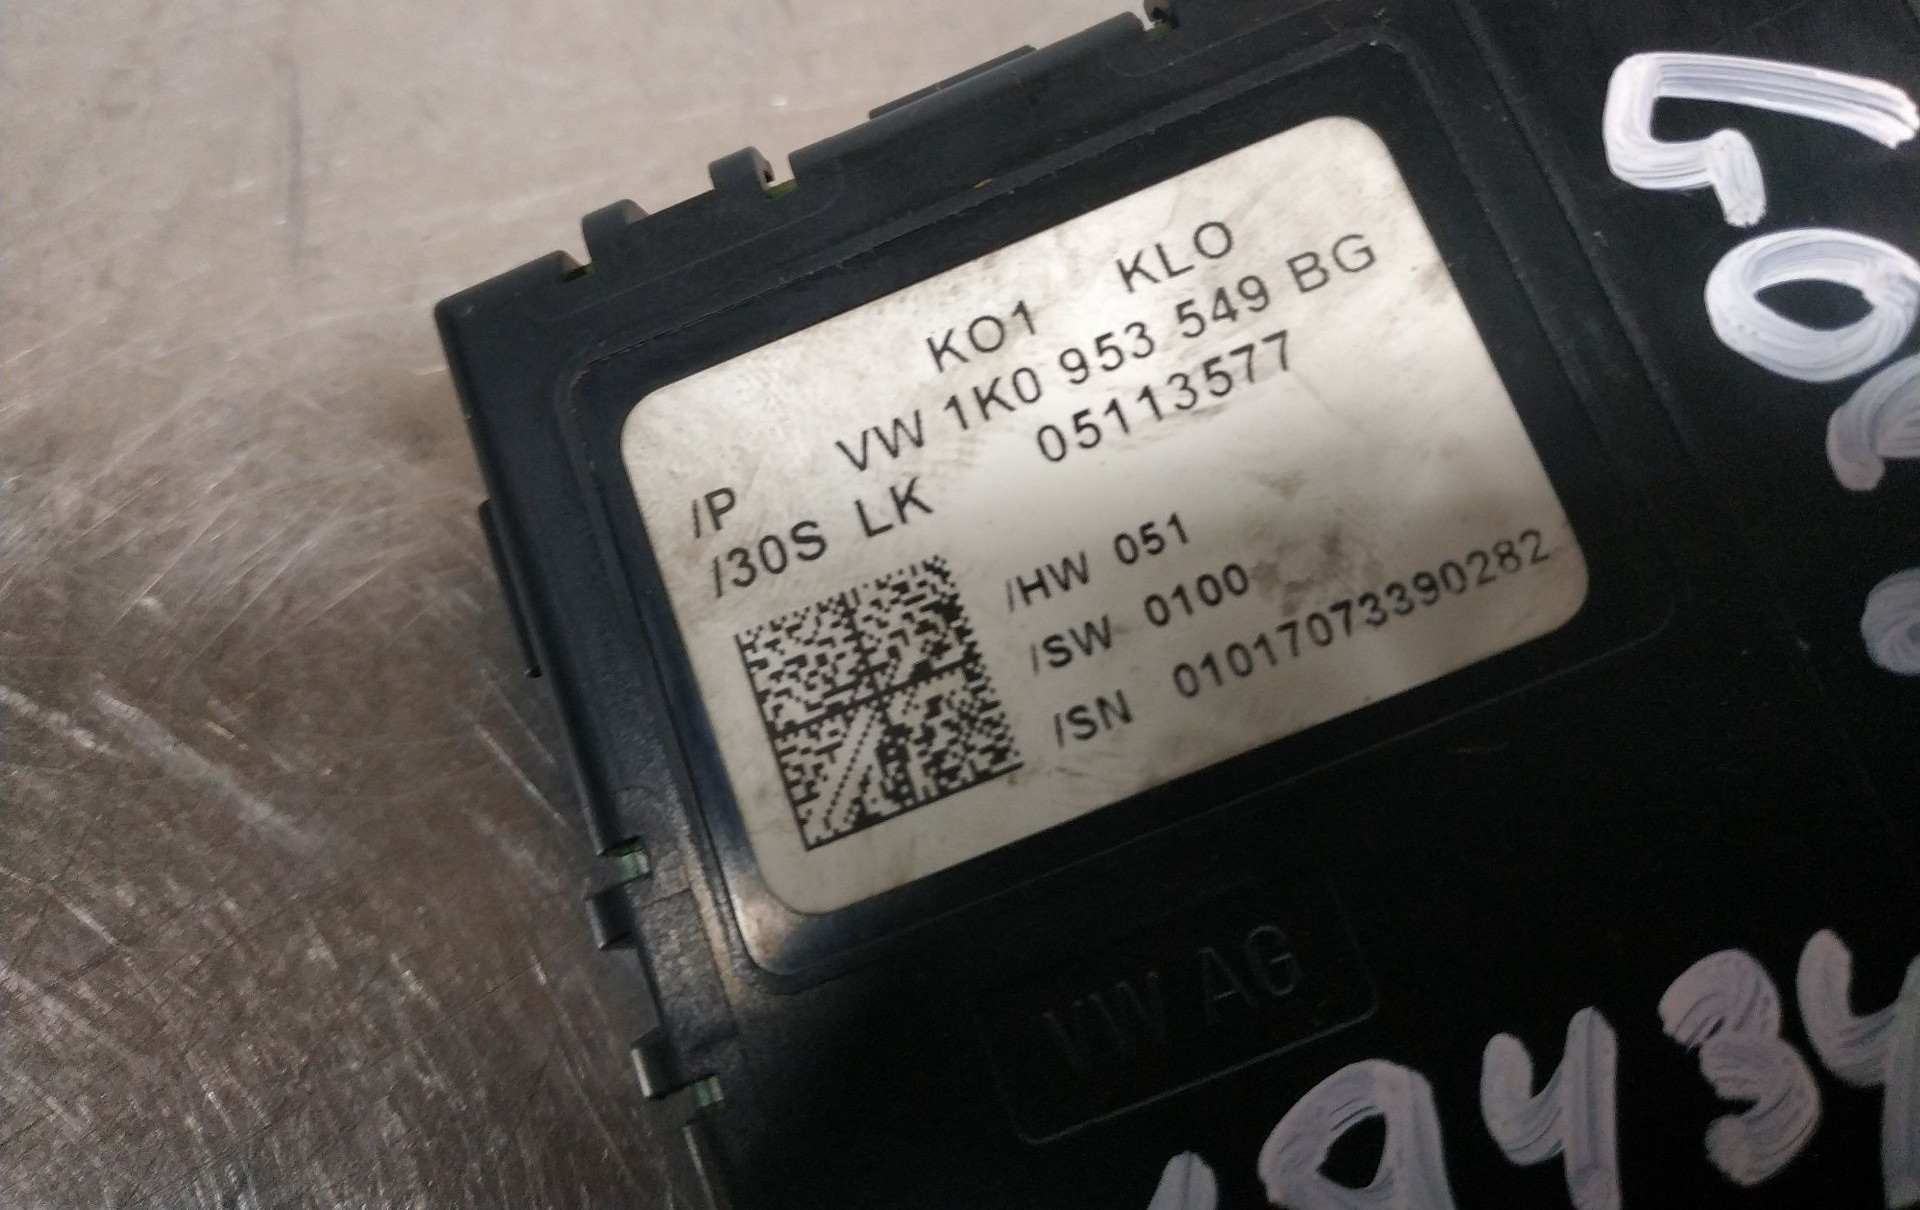 KO1 KLO
/P VW 1K0 953 549 BG
/30S LK 05113577
/HW 051
/SW 0100
/SN 01017073390282
VW AG